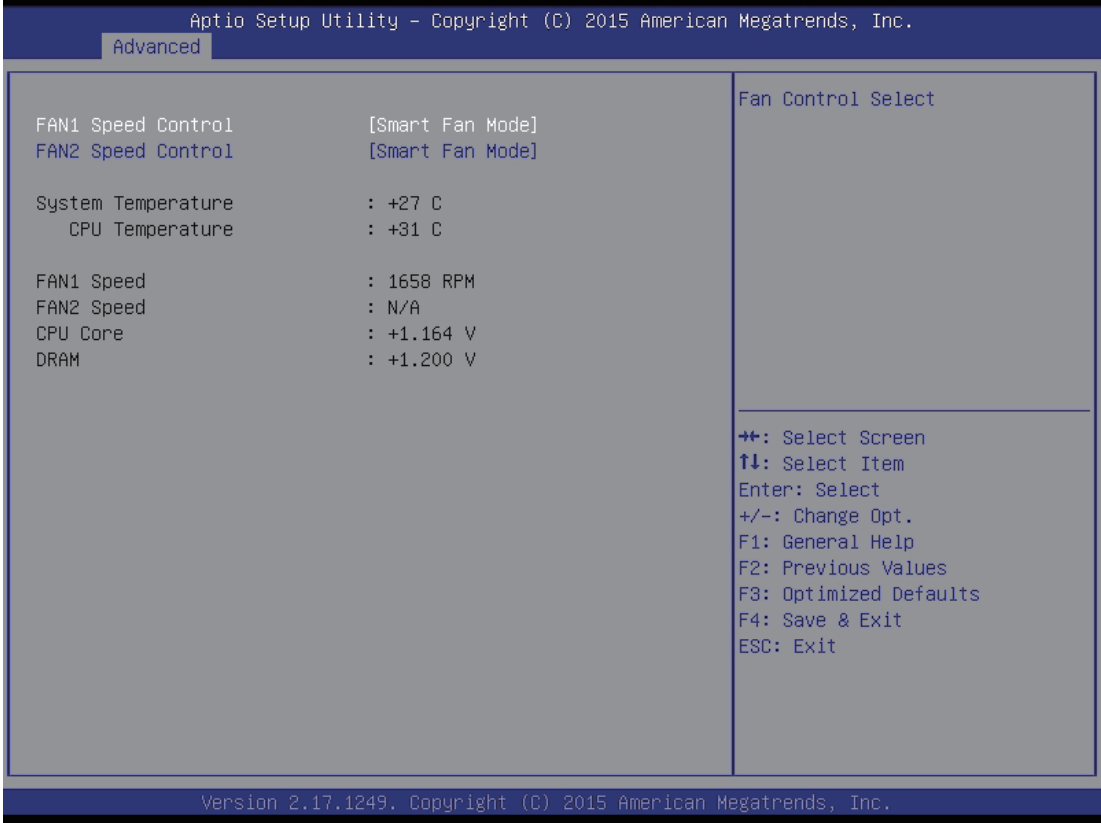 Aptio Setup Utility – Copyright (C) 2015 American Megatrends, Inc.
Advanced
FAN1 Speed Control [Smart Fan Mode]
FAN2 Speed Control [Smart Fan Mode]
System Temperature : +27 C
CPU Temperature : +31 C
FAN1 Speed : 1658 RPM
FAN2 Speed : N/A
CPU Core : +1.164 V
DRAM : +1.200 V
Fan Control Select
→←: Select Screen
↑↓: Select Item
Enter: Select
+/-: Change Opt.
F1: General Help
F2: Previous Values
F3: Optimized Defaults
F4: Save & Exit
ESC: Exit
Version 2.17.1249. Copyright (C) 2015 American Megatrends, Inc.